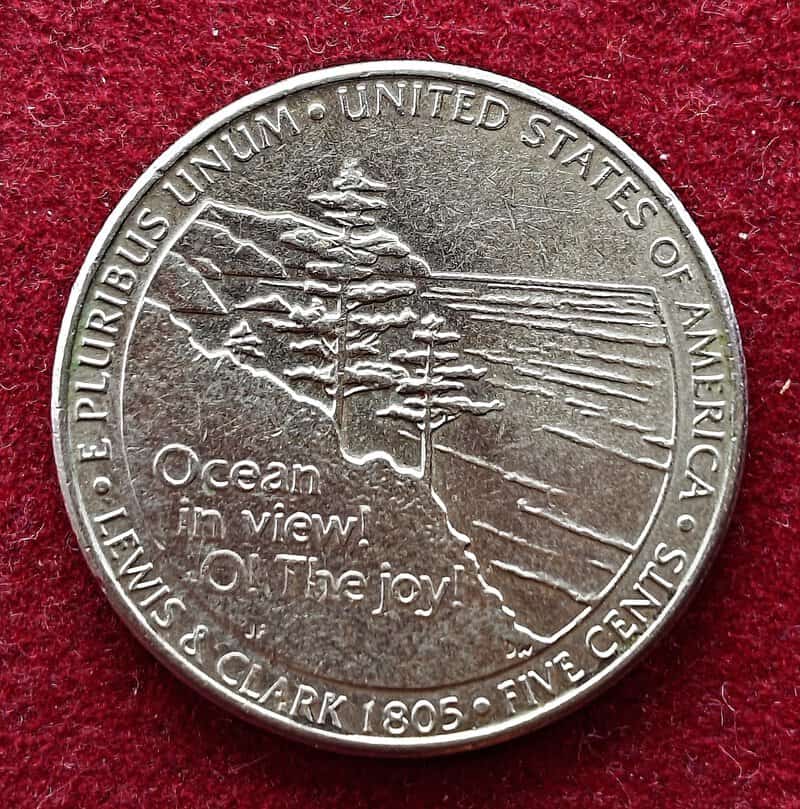 E PLURIBUS UNUM • UNITED STATES OF AMERICA •
LEWIS & CLARK 1805 • FIVE CENTS
Ocean
in view!
O! The joy!
JF